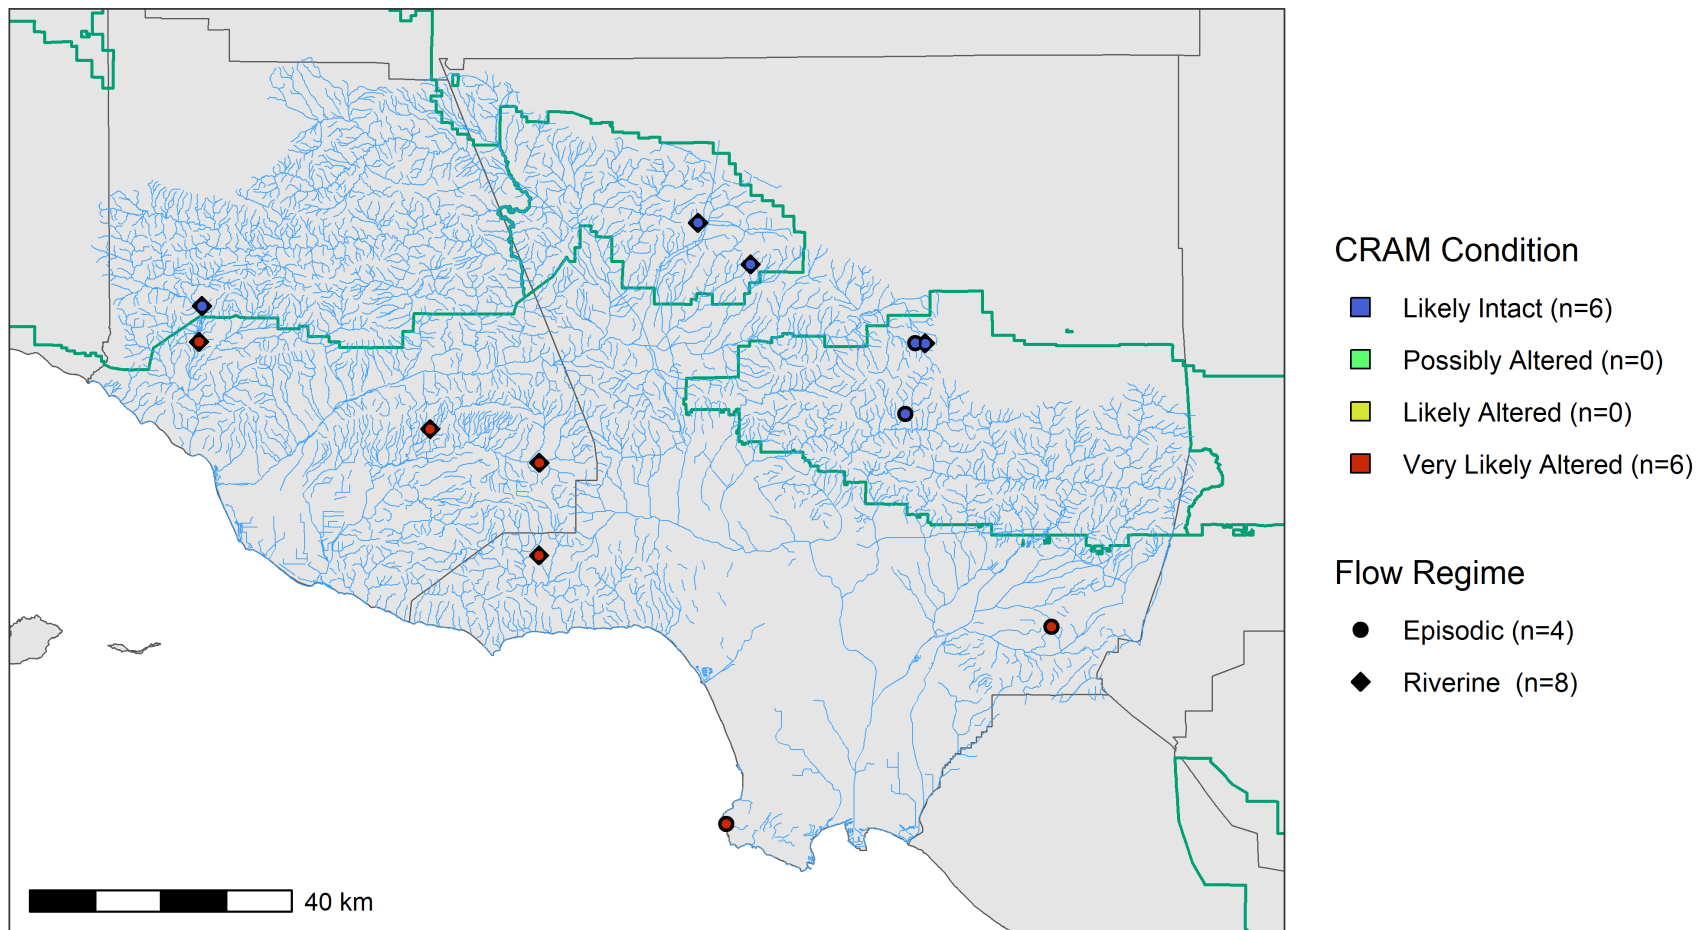 CRAM Condition
Likely Intact (n=6)
Possibly Altered (n=0)
Likely Altered (n=0)
Very Likely Altered (n=6)
Flow Regime
Episodic (n=4)
Riverine (n=8)
40 km